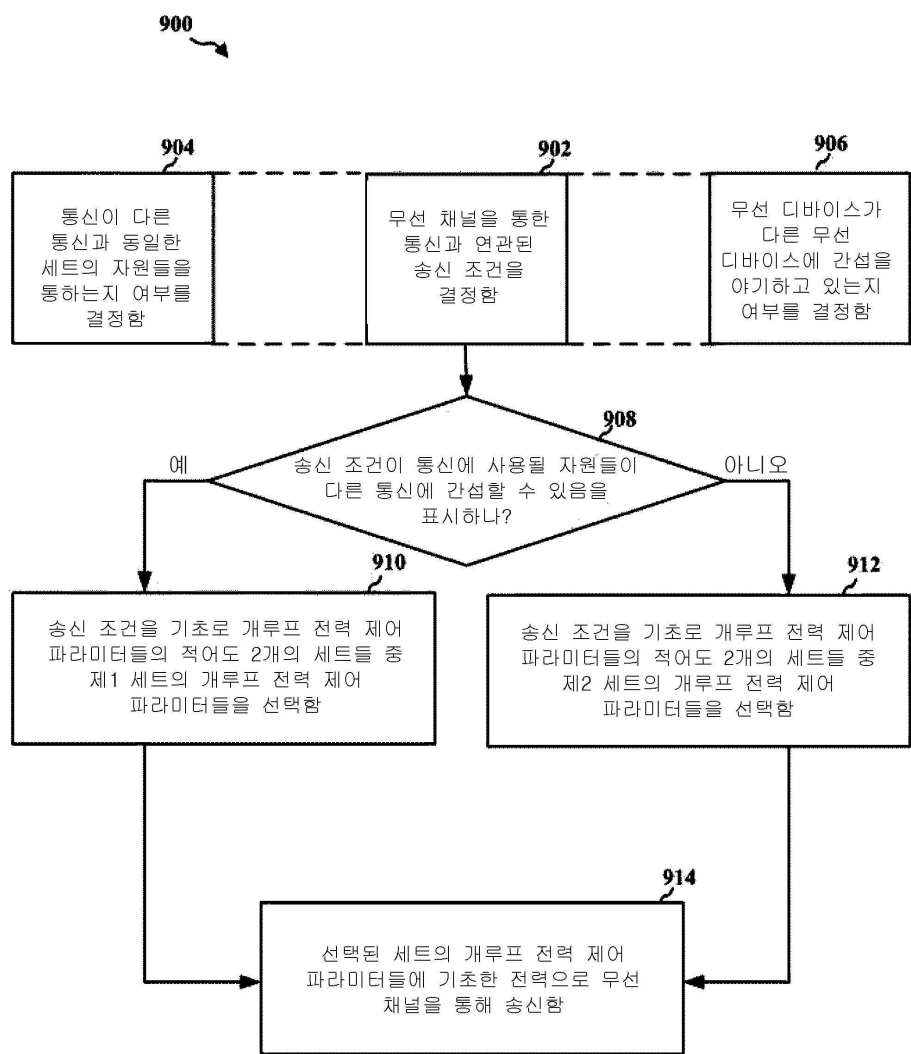 900
904
통신이 다른
통신과 동일한
세트의 자원들을
통하는지 여부를
결정함
902
무선 채널을 통한
통신과 연관된
송신 조건을
결정함
906
무선 디바이스가
다른 무선
디바이스에 간섭을
야기하고 있는지
여부를 결정함
908
송신 조건이 통신에 사용될 자원들이
다른 통신에 간섭할 수 있음을
표시하나?
예
아니오
910
송신 조건을 기초로 개루프 전력 제어
파라미터들의 적어도 2개의 세트들 중
제1 세트의 개루프 전력 제어
파라미터들을 선택함
912
송신 조건을 기초로 개루프 전력 제어
파라미터들의 적어도 2개의 세트들 중
제2 세트의 개루프 전력 제어
파라미터들을 선택함
914
선택된 세트의 개루프 전력 제어
파라미터들에 기초한 전력으로 무선
채널을 통해 송신함